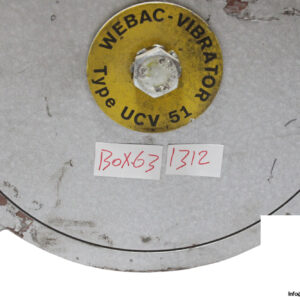 WEBAC-VIBRATOR
Type UCV 51
BOX63 1312